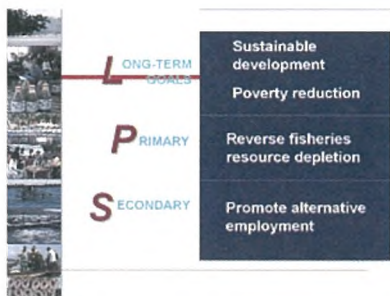 LONG-TERM
GOALS
Sustainable
development
Poverty reduction
PRIMARY
Reverse fisheries
resource depletion
SECONDARY
Promote alternative
employment